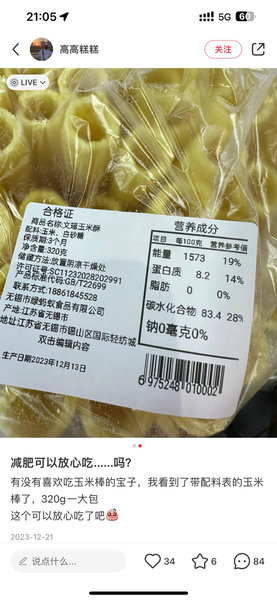 21:05
5G
60
高高糕糕
关注
LIVE
合格证
商品名称:文瑶玉米酥
配料:玉米、白砂糖
保质期:3个月
净含量:320克
储藏方法:放置阴凉干燥处
许可证号:SC11232028202991
产品标准代码:GB/T22699
联系方式:18861845528
无锡市绿蚂蚁食品有限公司
产地:江苏省无锡市
地址江苏省无锡市锡山区国际轻纺城
双击编辑内容
生产日期2023年12月13日
营养成分
项目 每100克 营养参考值
能量 1573 19%
蛋白质 8.2 14%
脂肪 0 0%
碳水化合物 83.4 28%
钠0毫克0%
6 975248 010002
减肥可以放心吃......吗?
有没有喜欢吃玉米棒的宝子，我看到了带配料表的玉米
棒了，320g一大包
这个可以放心吃了吧
2023-12-21
说点什么...
34
6
84